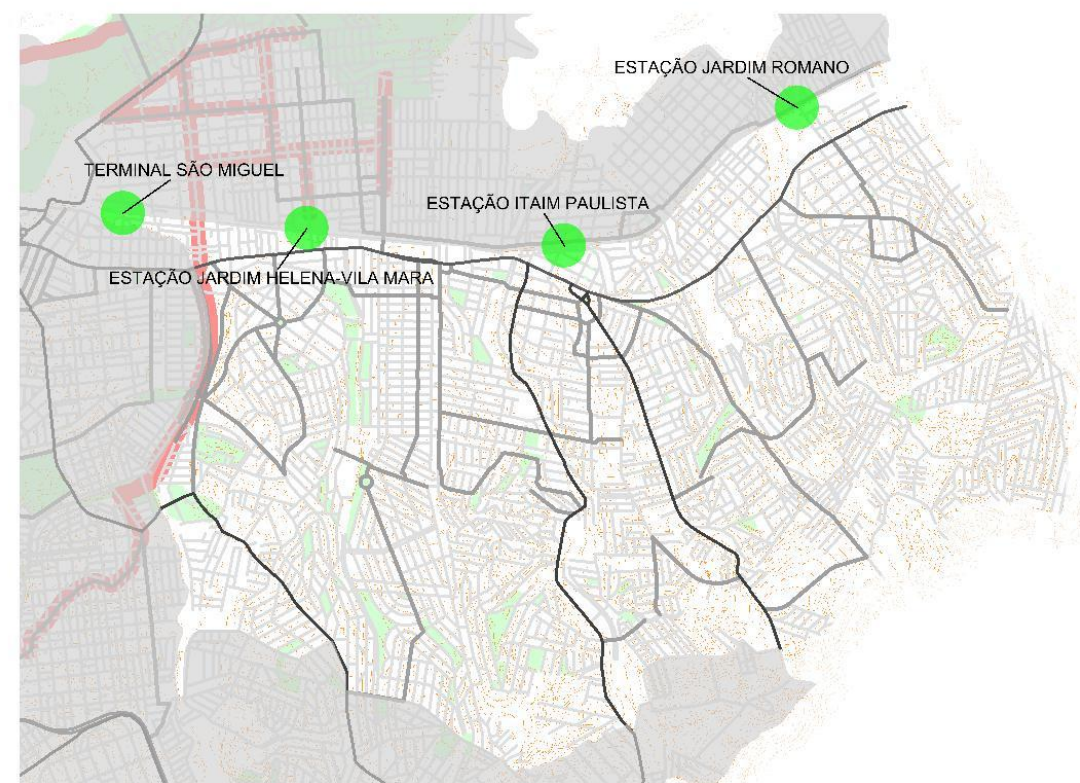 ESTAÇÃO JARDIM ROMANO
TERMINAL SÃO MIGUEL
ESTAÇÃO ITAIM PAULISTA
ESTAÇÃO JARDIM HELENA-VILA MARA